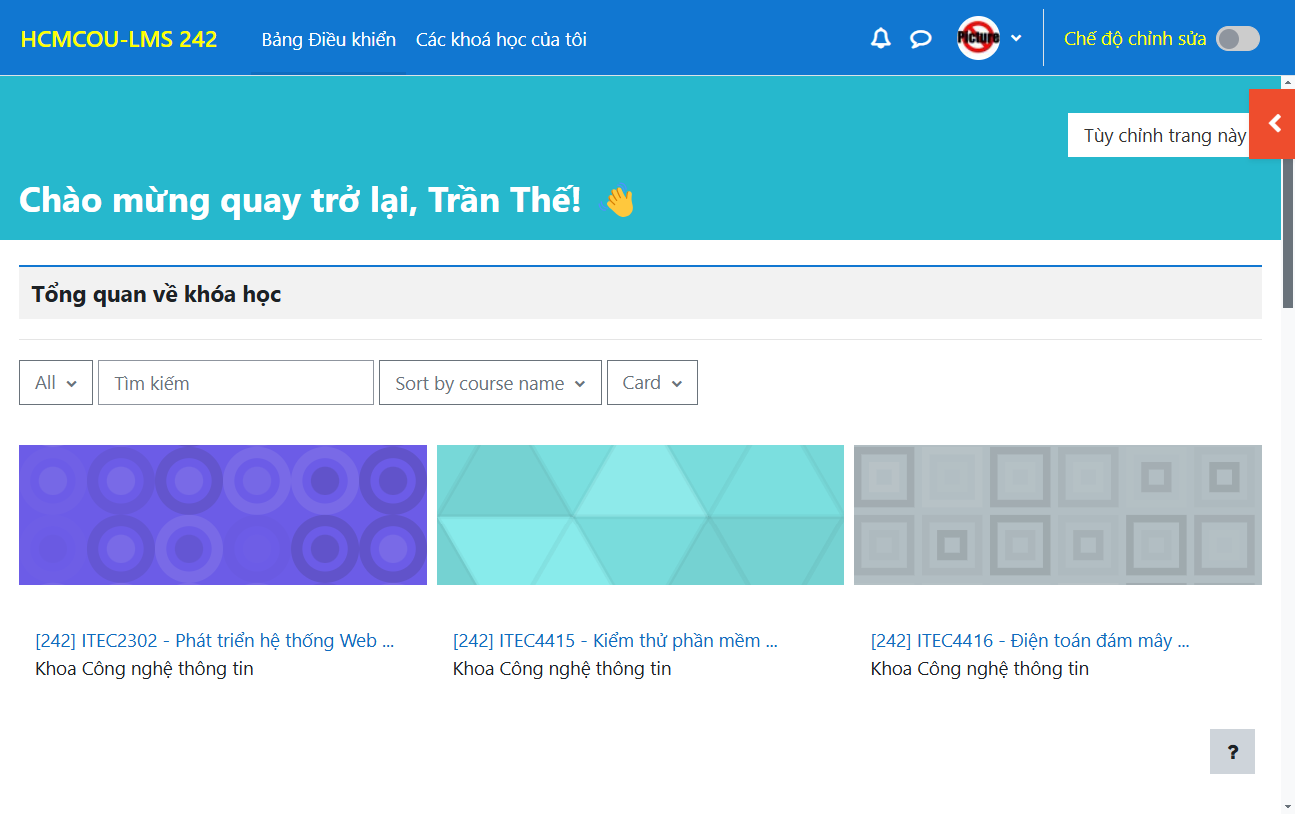 HCMCOU-LMS 242
Bảng Điều khiển
Các khoá học của tôi
Picture
Chế độ chỉnh sửa
Tùy chỉnh trang này
Chào mừng quay trở lại, Trần Thế! 👋
Tổng quan về khóa học
All
Tìm kiếm
Sort by course name
Card
[242] ITEC2302 - Phát triển hệ thống Web ...
Khoa Công nghệ thông tin
[242] ITEC4415 - Kiểm thử phần mềm ...
Khoa Công nghệ thông tin
[242] ITEC4416 - Điện toán đám mây ...
Khoa Công nghệ thông tin
?